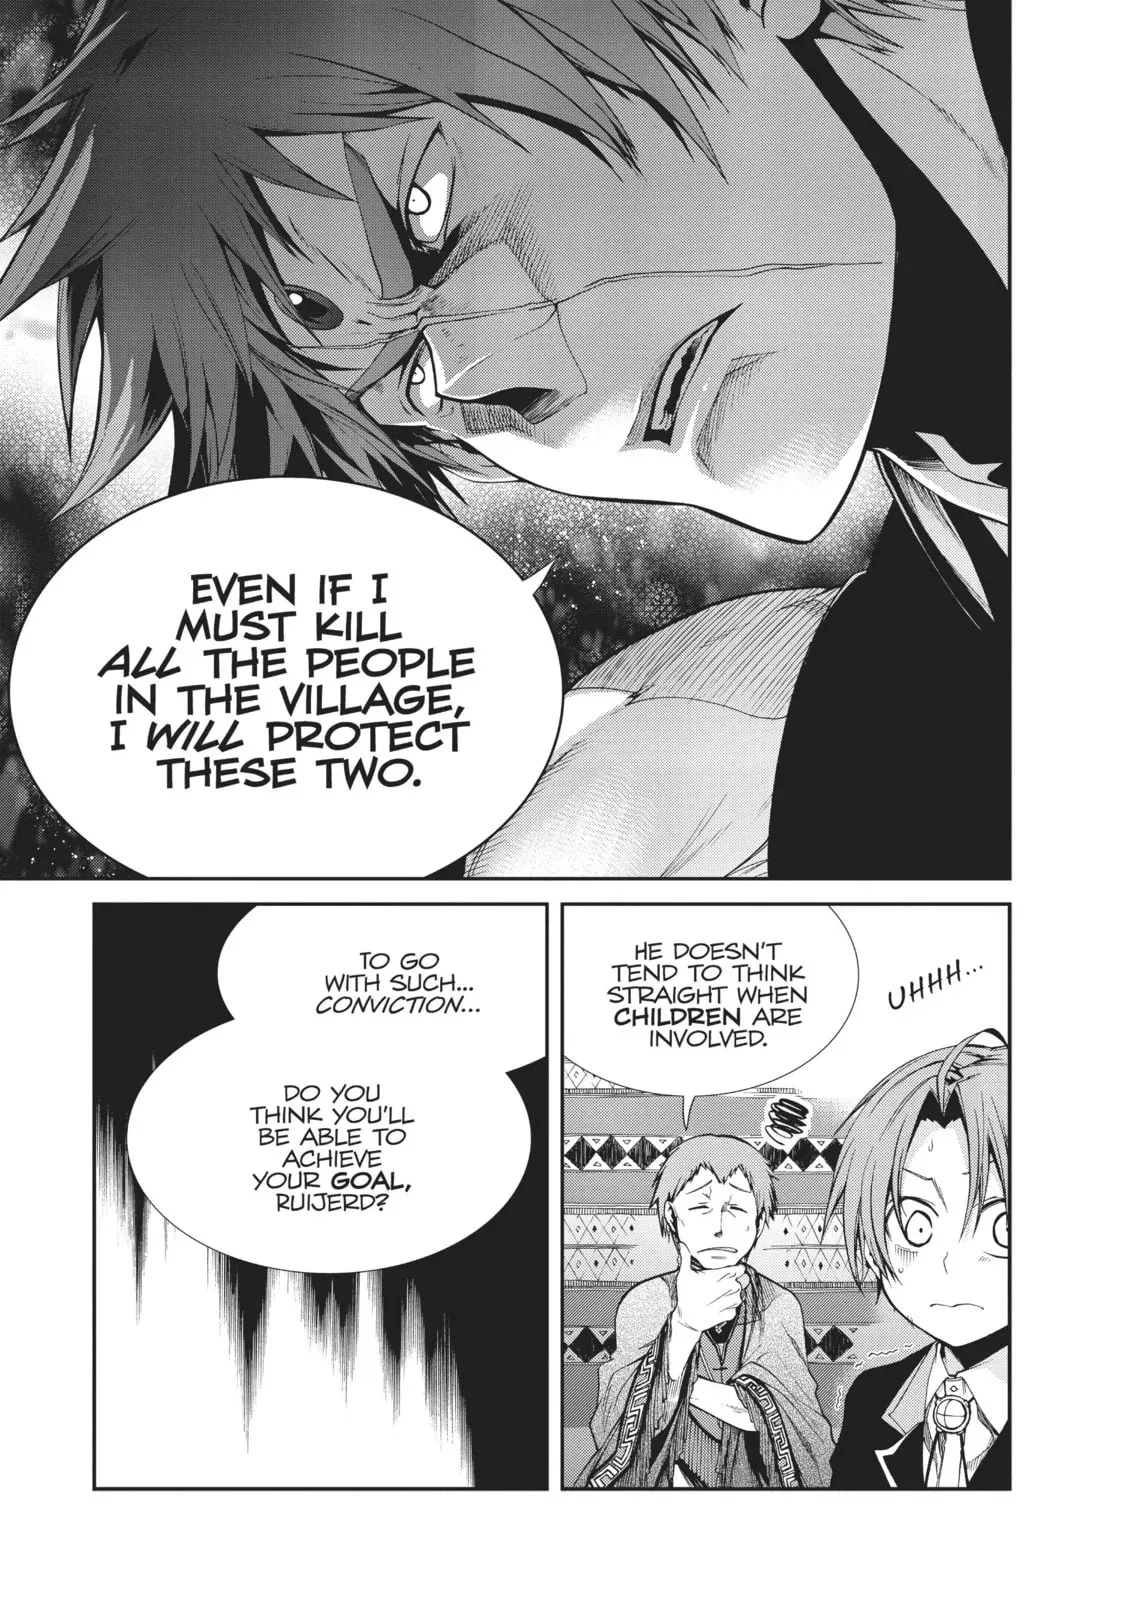 EVEN IF I
MUST KILL
ALL THE PEOPLE
IN THE VILLAGE,
I WILL PROTECT
THESE TWO.
HE DOESN'T
TEND TO THINK
STRAIGHT WHEN
CHILDREN ARE
INVOLVED.
UHHH...
TO GO
WITH SUCH...
CONVICTION...
DO YOU
THINK YOU'LL
BE ABLE TO
ACHIEVE
YOUR GOAL,
RUIJERD?